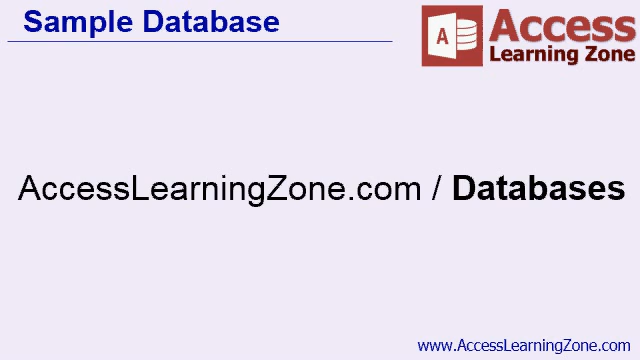 Sample Database
A
Access
Learning Zone
AccessLearningZone.com / Databases
www.AccessLearningZone.com